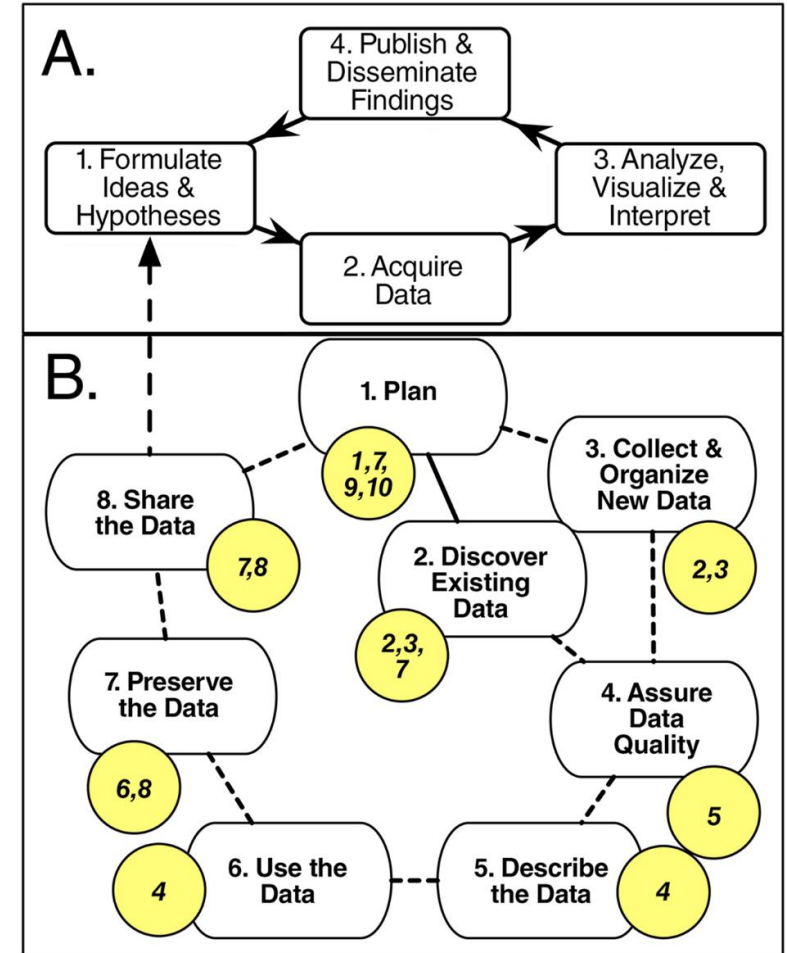 A.
4. Publish &
Disseminate
Findings
1. Formulate
Ideas &
Hypotheses
3. Analyze,
Visualize &
Interpret
2. Acquire
Data
B.
1. Plan
1,7,
9,10
3. Collect &
Organize
New Data
2,3
8. Share
the Data
7,8
2. Discover
Existing
Data
2,3,
7
7. Preserve
the Data
6,8
4. Assure
Data
Quality
5
6. Use the
Data
4
5. Describe
the Data
4